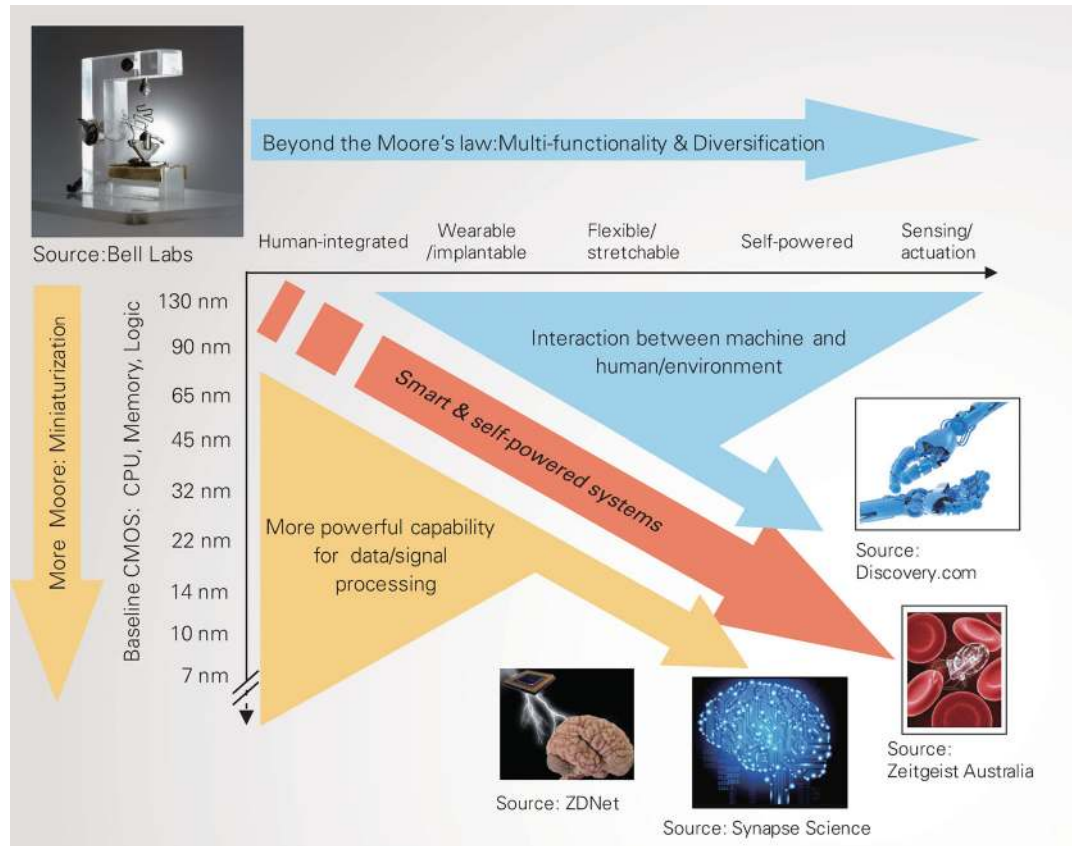 Beyond the Moore's law:Multi-functionality & Diversification
Source:Bell Labs
Human-integrated
Wearable
/implantable
Flexible/
stretchable
Self-powered
Sensing/
actuation
More Moore: Miniaturization
Baseline CMOS: CPU, Memory, Logic
130 nm
90 nm
65 nm
45 nm
32 nm
22 nm
14 nm
10 nm
7 nm
Interaction between machine and
human/environment
Smart & self-powered systems
More powerful capability
for data/signal
processing
Source:
Discovery.com
Source:
Zeitgeist Australia
Source: ZDNet
Source: Synapse Science